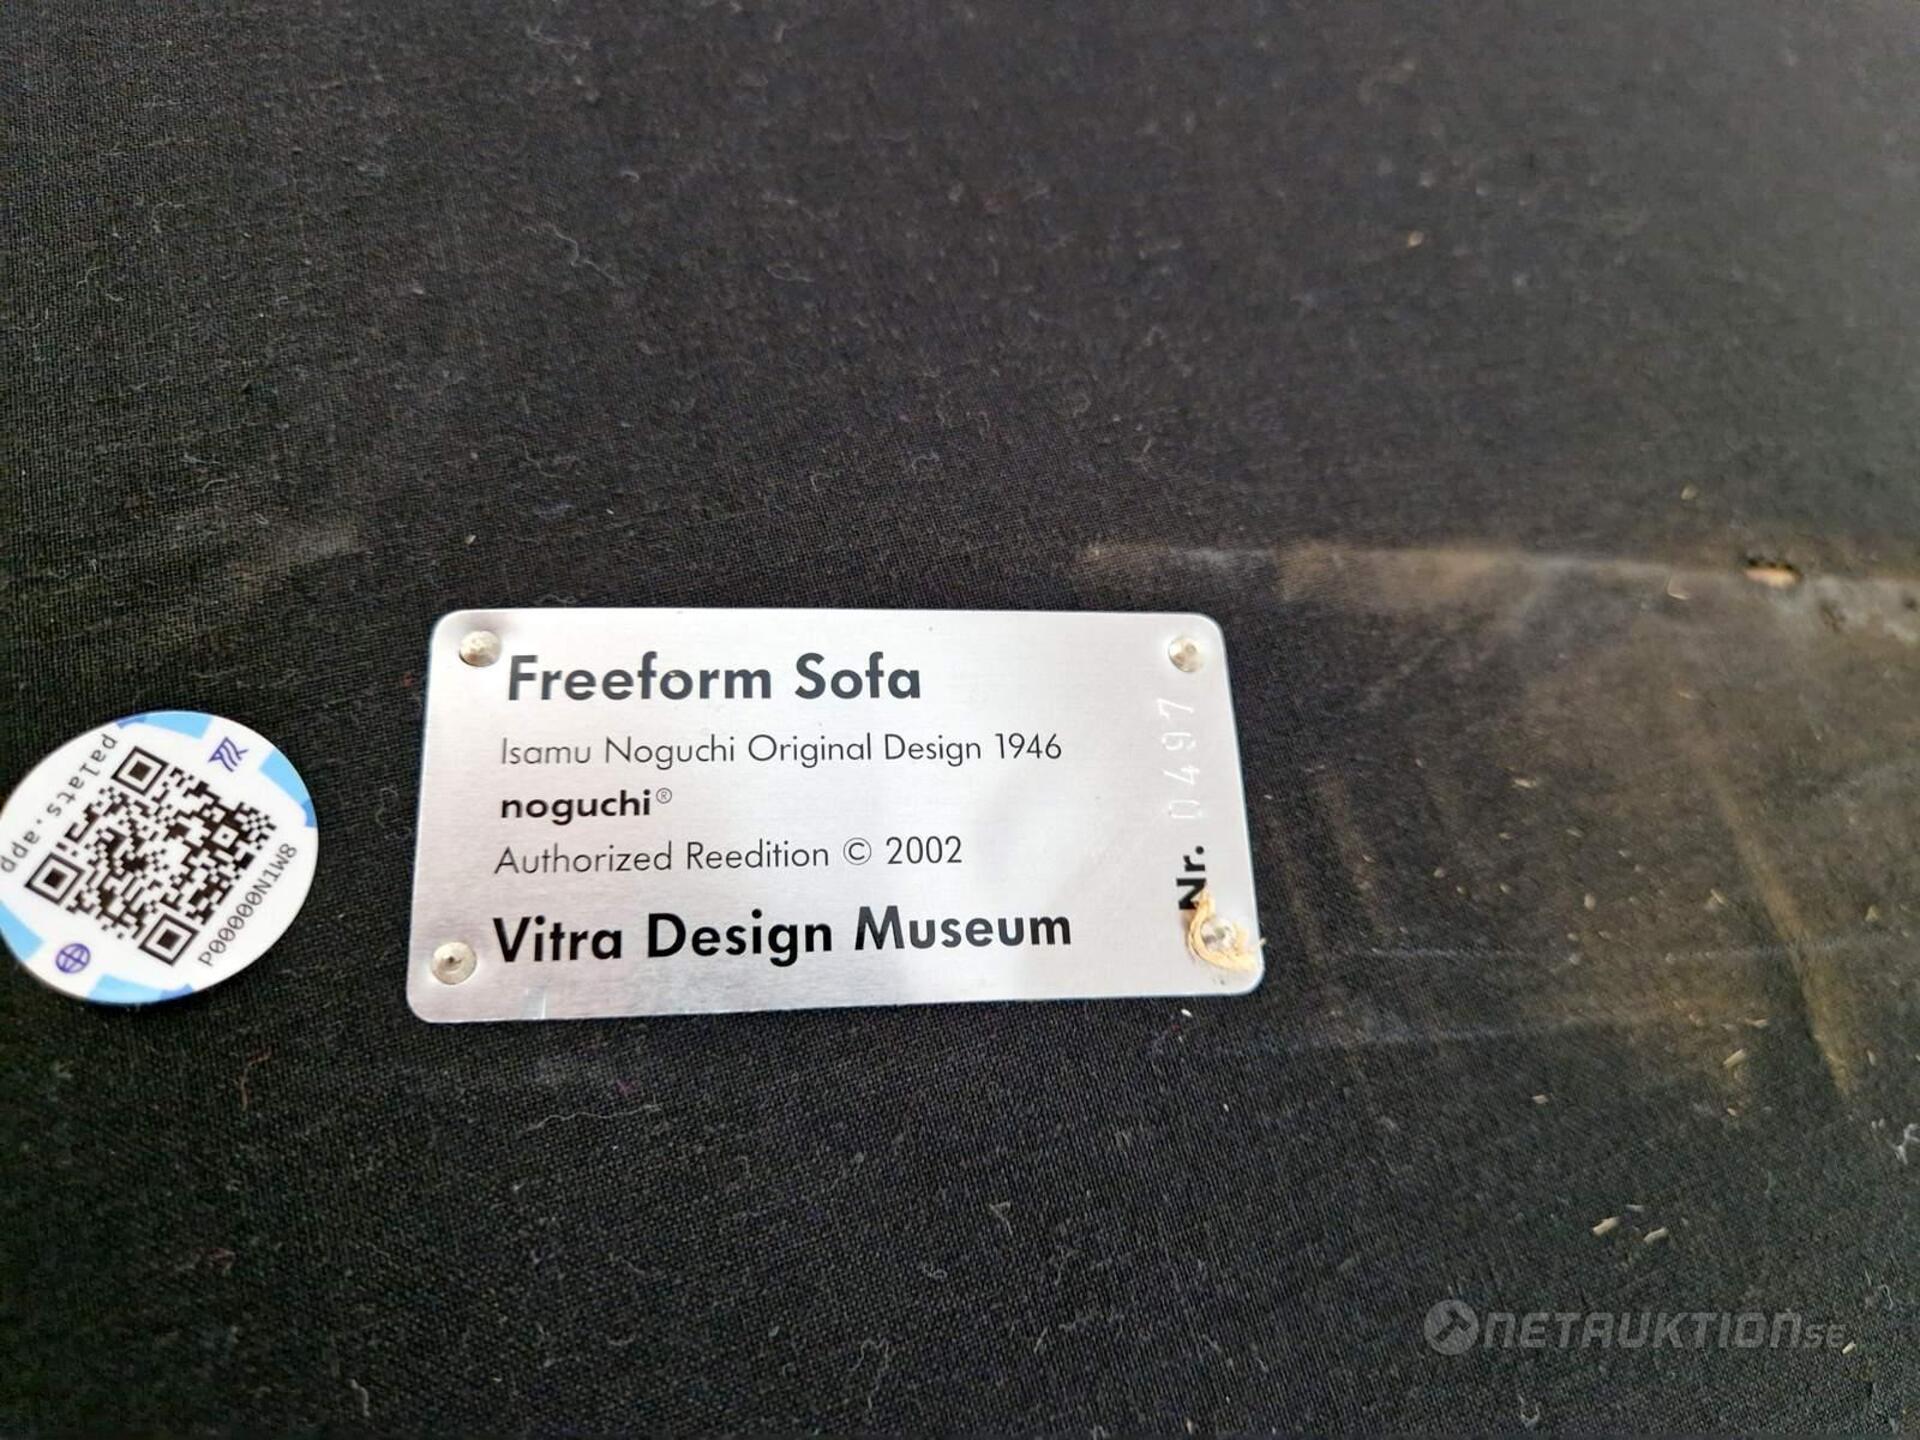 Freeform Sofa
Isamu Noguchi Original Design 1946
noguchi®
Authorized Reedition © 2002
Vitra Design Museum
Nr. 0497
palats.app
P00000N1W8
NETAUKTION.SE